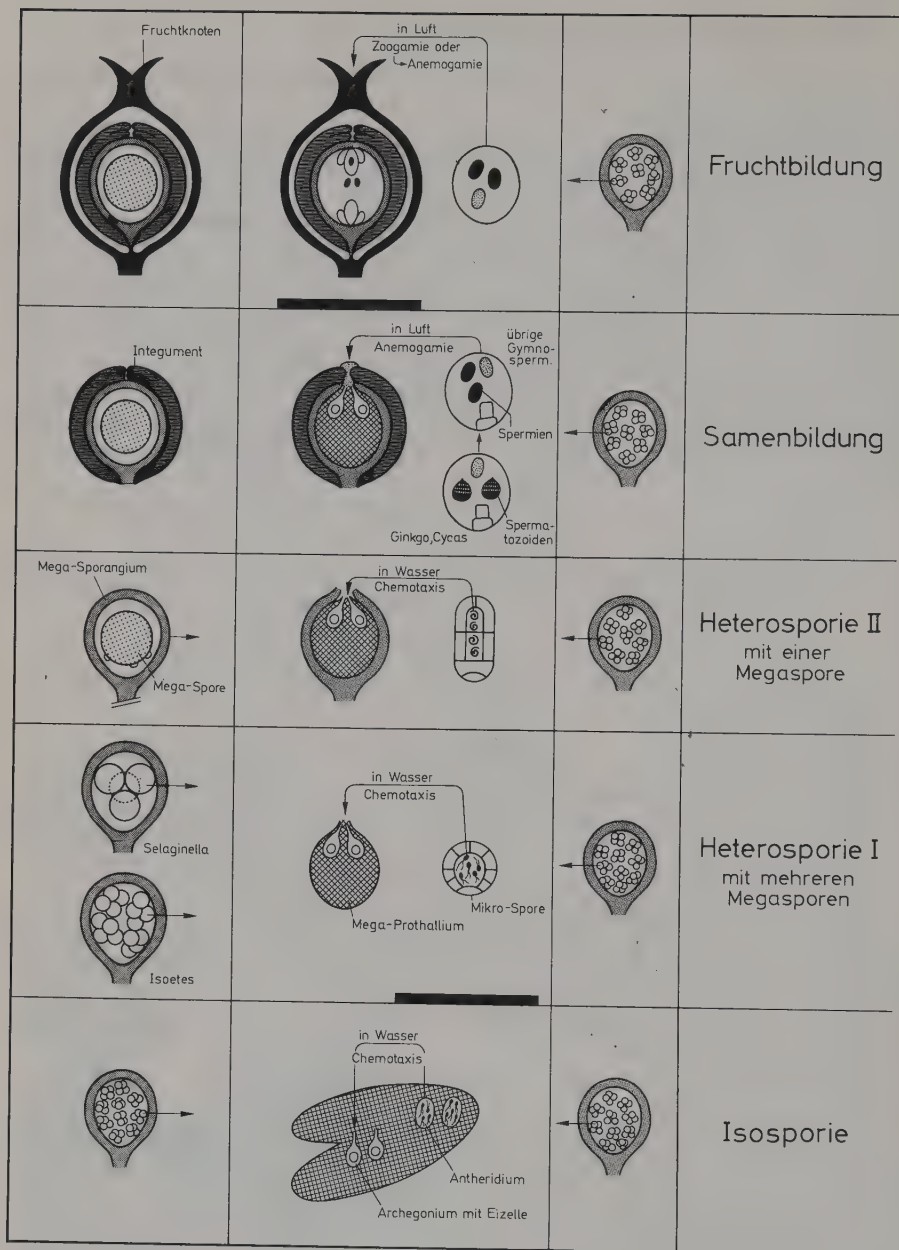 Fruchtknoten
in Luft
Zoogamie oder
Anemogamie
Fruchtbildung
Integument
in Luft
Anemogamie
übrige
Gymno-
sperm.
Spermien
Ginkgo, Cycas
Sperma-
tozoiden
Samenbildung
Mega-Sporangium
Mega-Spore
in Wasser
Chemotaxis
Heterosporie II
mit einer
Megaspore
Selaginella
Isoetes
in Wasser
Chemotaxis
Mikro-Spore
Mega-Prothallium
Heterosporie I
mit mehreren
Megasporen
in Wasser
Chemotaxis
Antheridium
Archegonium mit Eizelle
Isosporie